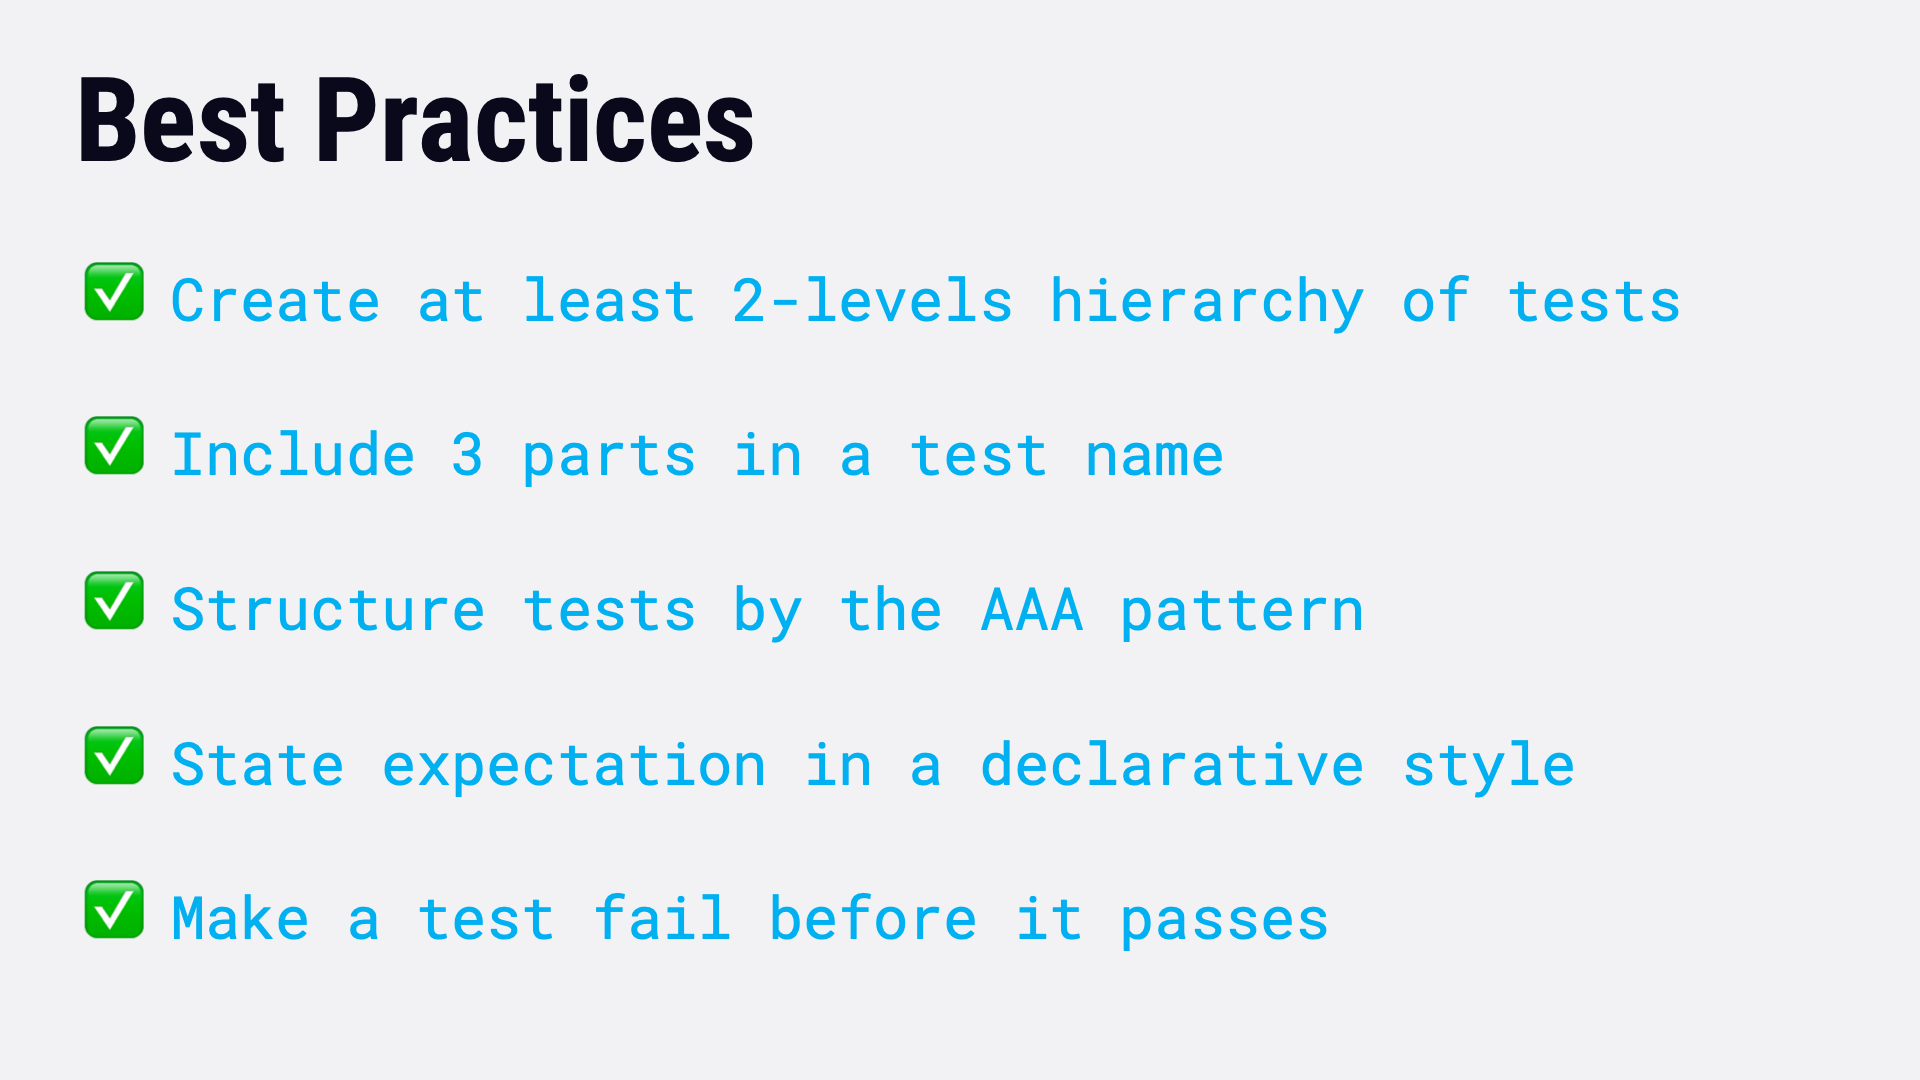 Best Practices
✅ Create at least 2-levels hierarchy of tests
✅ Include 3 parts in a test name
✅ Structure tests by the AAA pattern
✅ State expectation in a declarative style
✅ Make a test fail before it passes